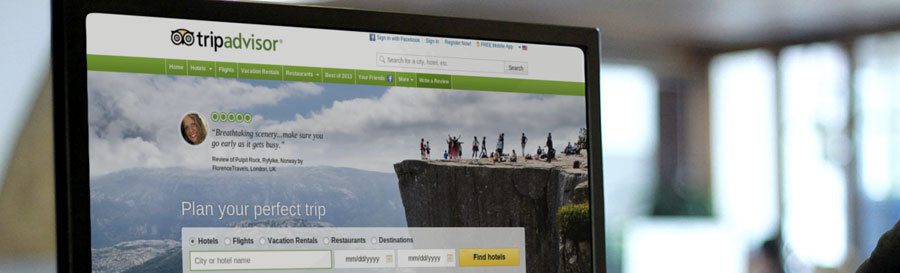 tripadvisor®
Sign in with Facebook Sign In Register Now! FREE Mobile App
Search for a city, hotel, etc. Search
Home Hotels Flights Vacation Rentals Restaurants Best of 2013 Your Friends More Write a Review
"Breathtaking scenery...make sure you
go early as it gets busy."
Review of Pulpit Rock, Ryfylke, Norway by
FlorenceTravels, London, UK
Plan your perfect trip
Hotels Flights Vacation Rentals Restaurants Destinations
City or hotel name mm/dd/yyyy mm/dd/yyyy Find hotels